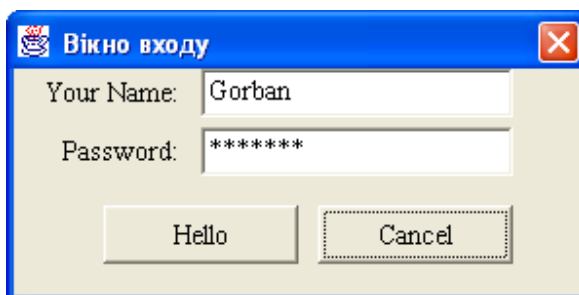 Вікно входу
Your Name: Gorban
Password: *******
Hello Cancel